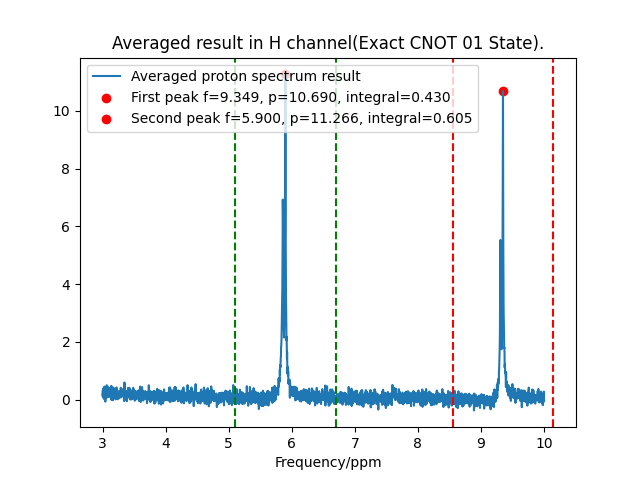 Averaged result in H channel(Exact CNOT 01 State).
Averaged proton spectrum result
First peak f=9.349, p=10.690, integral=0.430
Second peak f=5.900, p=11.266, integral=0.605
10
8
6
4
2
0
3 4 5 6 7 8 9 10
Frequency/ppm